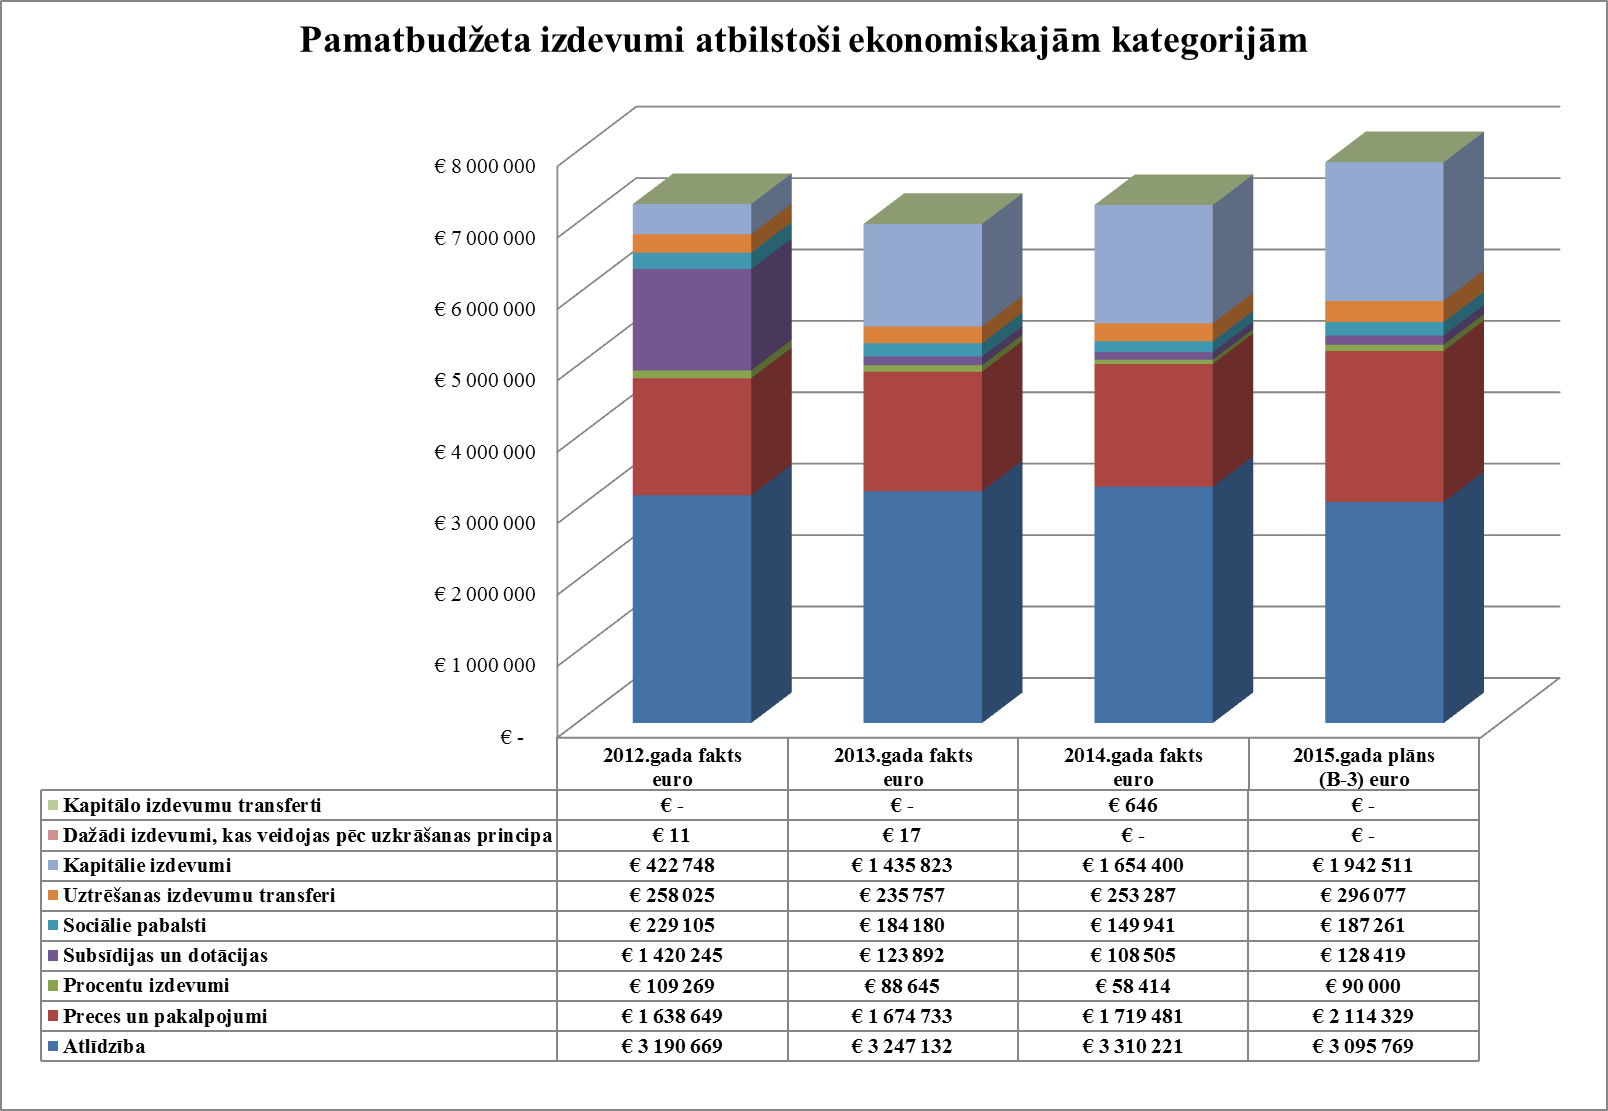 Pamatbudžeta izdevumi atbilstoši ekonomiskajām kategorijām
€ 8 000 000
€ 7 000 000
€ 6 000 000
€ 5 000 000
€ 4 000 000
€ 3 000 000
€ 2 000 000
€ 1 000 000
€ -
2012.gada fakts euro 2013.gada fakts euro 2014.gada fakts euro 2015.gada plāns (B-3) euro
Kapitālo izdevumu transferti € - € - € 646 € -
Dažādi izdevumi, kas veidojas pēc uzkrāšanas principa € 11 € 17 € - € -
Kapitālie izdevumi € 422 748 € 1 435 823 € 1 654 400 € 1 942 511
Uztrēšanas izdevumu transferi € 258 025 € 235 757 € 253 287 € 296 077
Sociālie pabalsti € 229 105 € 184 180 € 149 941 € 187 261
Subsīdijas un dotācijas € 1 420 245 € 123 892 € 108 505 € 128 419
Procentu izdevumi € 109 269 € 88 645 € 58 414 € 90 000
Preces un pakalpojumi € 1 638 649 € 1 674 733 € 1 719 481 € 2 114 329
Atlīdzība € 3 190 669 € 3 247 132 € 3 310 221 € 3 095 769